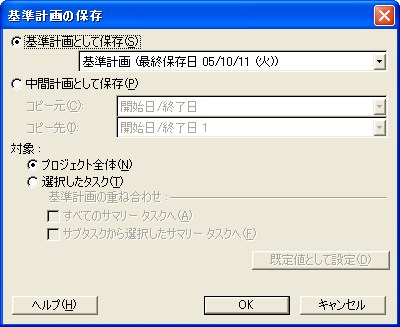 基準計画の保存
基準計画として保存(S)
基準計画 (最終保存日 05/10/11 (火))
中間計画として保存(P)
コピー元(C): 開始日/終了日
コピー先(I): 開始日/終了日 1
対象:
プロジェクト全体(N)
選択したタスク(T)
基準計画の重ね合わせ:
すべてのサマリー タスクへ(A)
サブタスクから選択したサマリー タスクへ(F)
既定値として設定(D)
ヘルプ(H) OK キャンセル